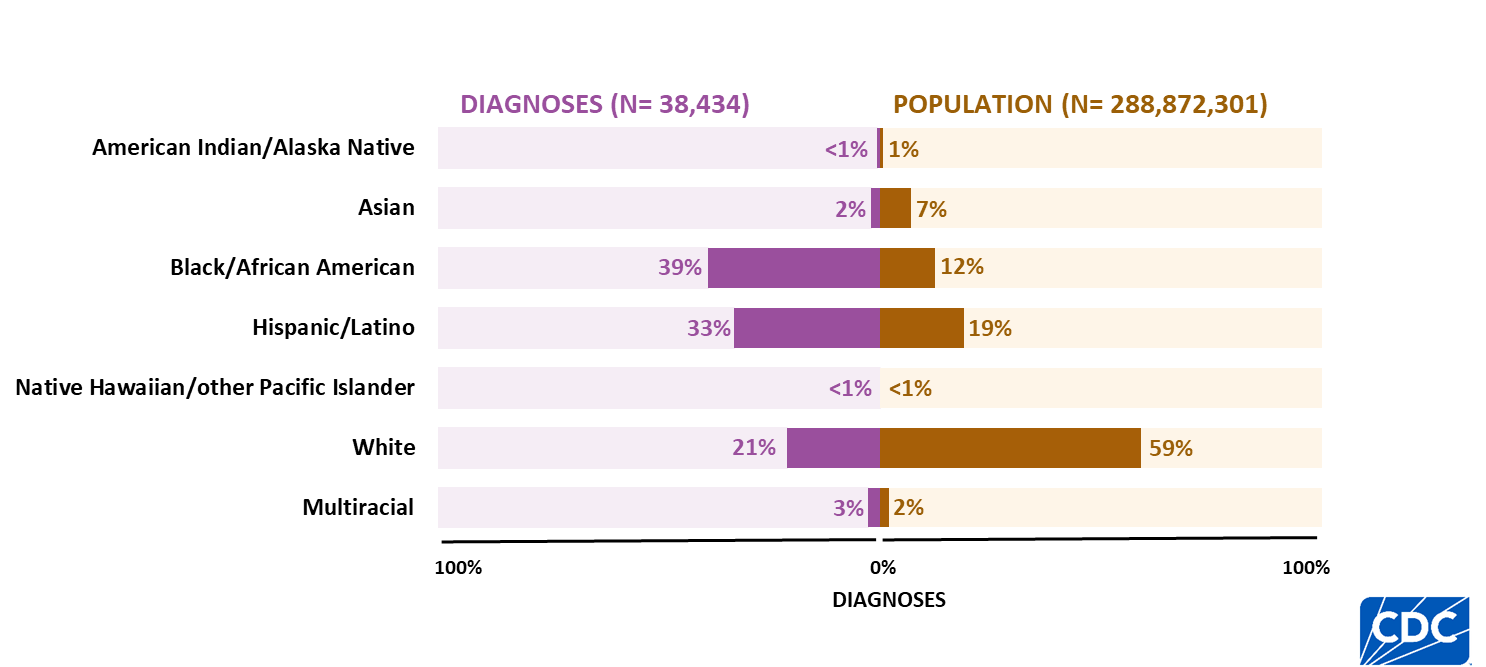 DIAGNOSES (N= 38,434)
POPULATION (N= 288,872,301)
American Indian/Alaska Native
<1%
1%
Asian
2%
7%
Black/African American
39%
12%
Hispanic/Latino
33%
19%
Native Hawaiian/other Pacific Islander
<1%
<1%
White
21%
59%
Multiracial
3%
2%
100%
0%
100%
DIAGNOSES
CDC